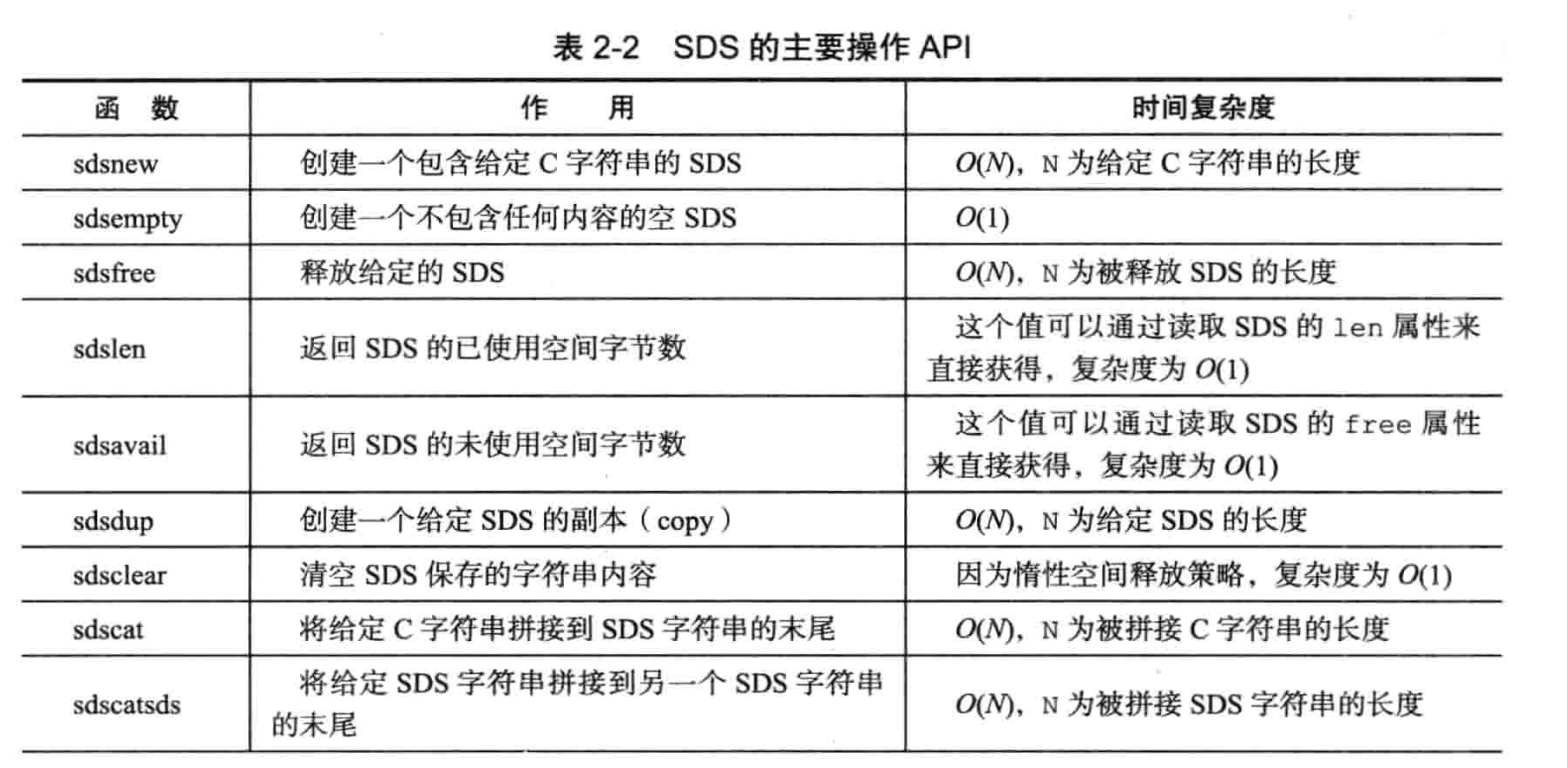 表 2-2 SDS 的主要操作 API
函 数 作 用 时间复杂度
sdsnew 创建一个包含给定 C 字符串的 SDS O(N)，N 为给定 C 字符串的长度
sdsempty 创建一个不包含任何内容的空 SDS O(1)
sdsfree 释放给定的 SDS O(N)，N 为被释放 SDS 的长度
sdslen 返回 SDS 的已使用空间字节数 这个值可以通过读取 SDS 的 len 属性来
直接获得，复杂度为 O(1)
sdsavail 返回 SDS 的未使用空间字节数 这个值可以通过读取 SDS 的 free 属性
来直接获得，复杂度为 O(1)
sdsdup 创建一个给定 SDS 的副本（copy） O(N)，N 为给定 SDS 的长度
sdsclear 清空 SDS 保存的字符串内容 因为惰性空间释放策略，复杂度为 O(1)
sdscat 将给定 C 字符串拼接到 SDS 字符串的末尾 O(N)，N 为被拼接 C 字符串的长度
sdscatsds 将给定 SDS 字符串拼接到另一个 SDS 字符串
的末尾 O(N)，N 为被拼接 SDS 字符串的长度